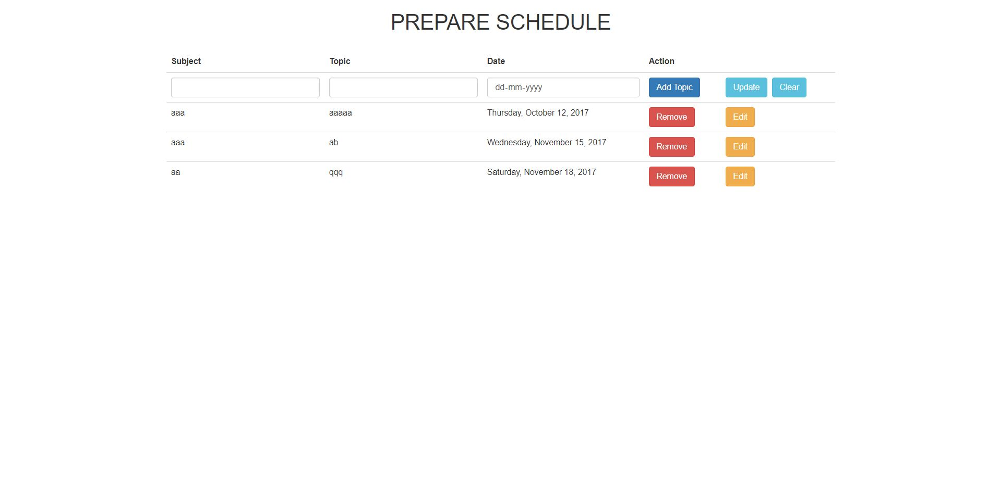 PREPARE SCHEDULE
Subject Topic Date Action
dd-mm-yyyy Add Topic Update Clear
aaa aaaaa Thursday, October 12, 2017 Remove Edit
aaa ab Wednesday, November 15, 2017 Remove Edit
aa qqq Saturday, November 18, 2017 Remove Edit